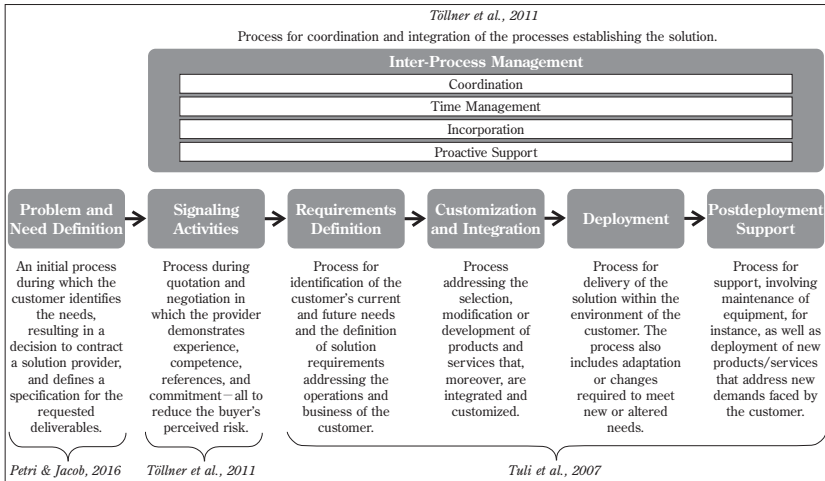 Töllner et al., 2011
Process for coordination and integration of the processes establishing the solution.
Inter-Process Management
Coordination
Time Management
Incorporation
Proactive Support
Problem and
Need Definition
Signaling
Activities
Requirements
Definition
Customization
and Integration
Deployment
Postdeployment
Support
An initial process
during which the
customer identifies
the needs,
resulting in a
decision to contract
a solution provider,
and defines a
specification for the
requested
deliverables.
Process during
quotation and
negotiation in
which the provider
demonstrates
experience,
competence,
references, and
commitment—all to
reduce the buyer's
perceived risk.
Process for
identification of the
customer's current
and future needs
and the definition
of solution
requirements
addressing the
operations and
business of the
customer.
Process
addressing the
selection,
modification or
development of
products and
services that,
moreover, are
integrated and
customized.
Process for
delivery of the
solution within the
environment of the
customer. The
process also
includes adaptation
or changes
required to meet
new or altered
needs.
Process for
support, involving
maintenance of
equipment, for
instance, as well as
deployment of new
products/services
that address new
demands faced by
the customer.
Petri & Jacob, 2016
Töllner et al., 2011
Tuli et al., 2007